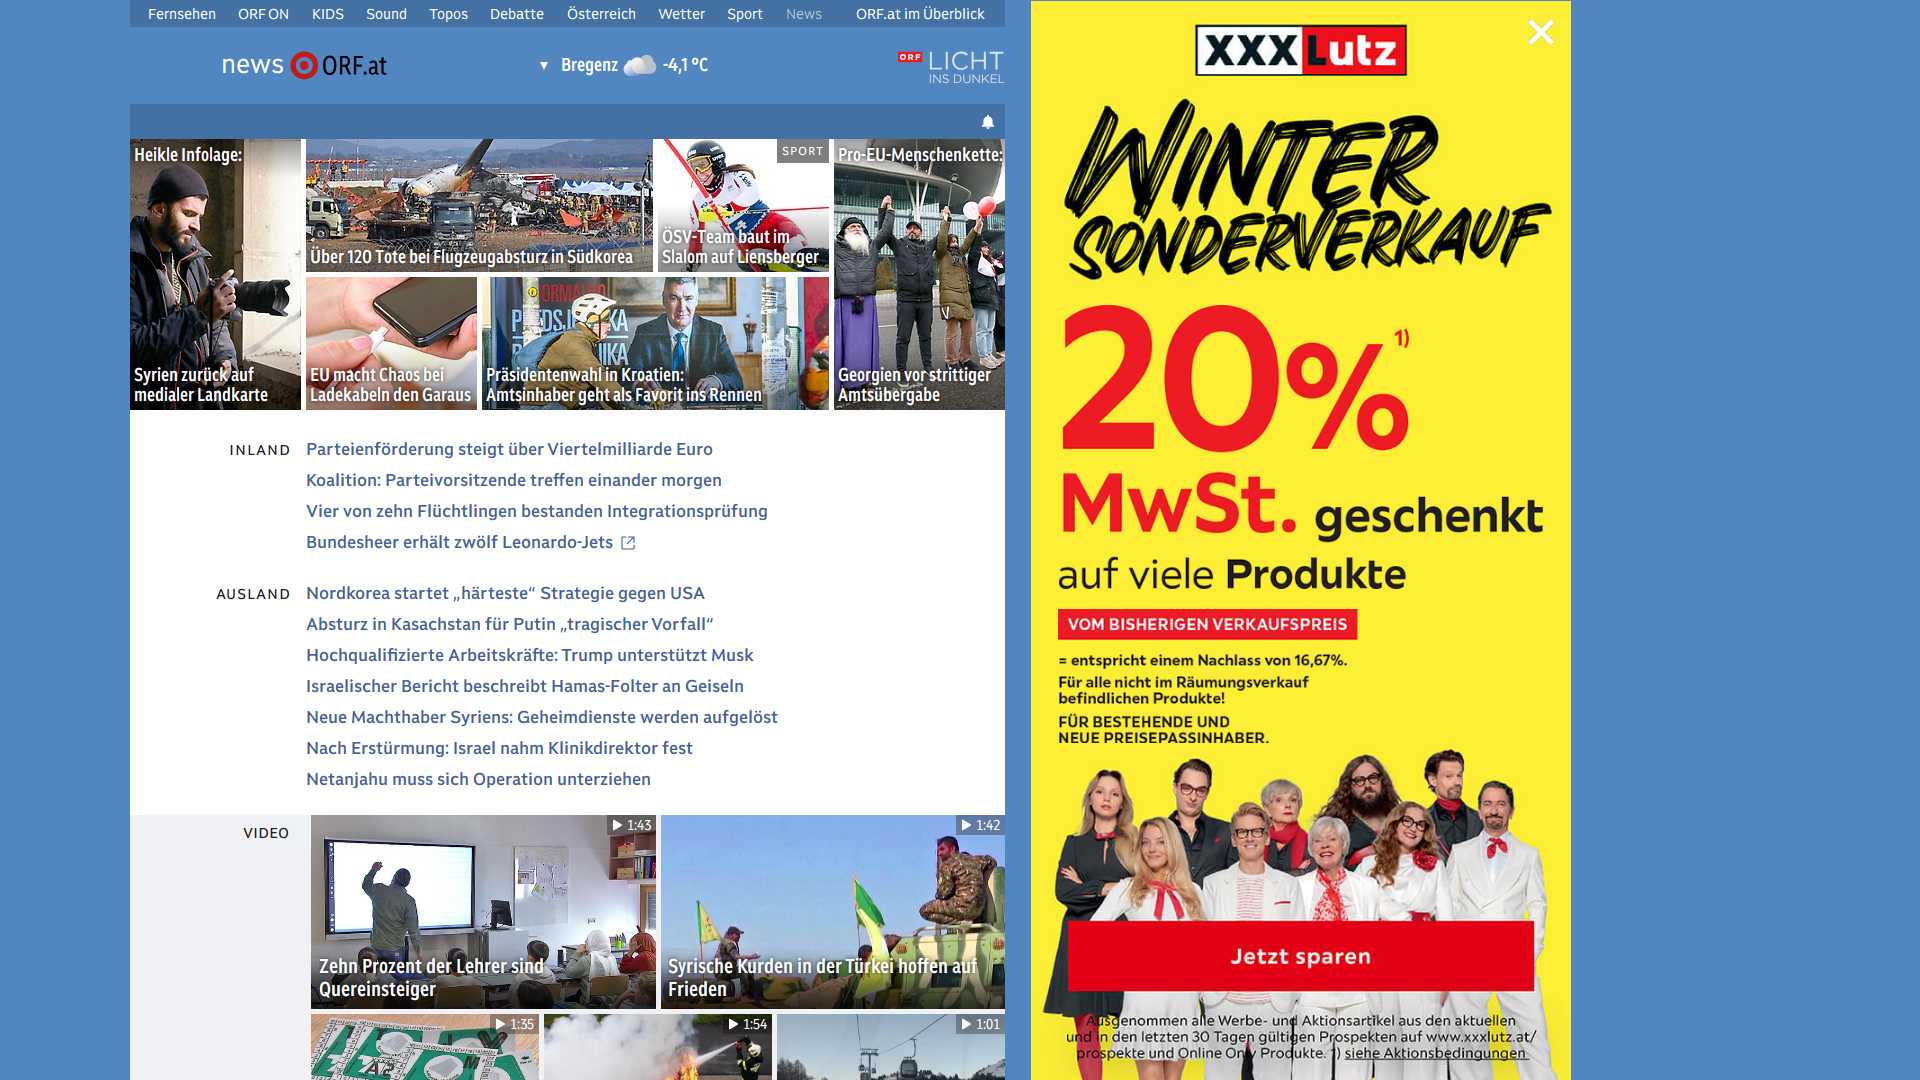 Fernsehen ORF ON KIDS Sound Topos Debatte Österreich Wetter Sport News ORF.at im Überblick
news ORF.at
▼ Bregenz -4,1 °C
ORF LICHT
INS DUNKEL
Heikle Infolage:
Syrien zurück auf
medialer Landkarte
Über 120 Tote bei Flugzeugabsturz in Südkorea
SPORT
ÖSV-Team baut im
Slalom auf Liensberger
Pro-EU-Menschenkette:
Georgien vor strittiger
Amtsübergabe
EU macht Chaos bei
Ladekabeln den Garaus
Präsidentenwahl in Kroatien:
Amtsinhaber geht als Favorit ins Rennen
INLAND
Parteienförderung steigt über Viertelmilliarde Euro
Koalition: Parteivorsitzende treffen einander morgen
Vier von zehn Flüchtlingen bestanden Integrationsprüfung
Bundesheer erhält zwölf Leonardo-Jets
AUSLAND
Nordkorea startet „härteste“ Strategie gegen USA
Absturz in Kasachstan für Putin „tragischer Vorfall“
Hochqualifizierte Arbeitskräfte: Trump unterstützt Musk
Israelischer Bericht beschreibt Hamas-Folter an Geiseln
Neue Machthaber Syriens: Geheimdienste werden aufgelöst
Nach Erstürmung: Israel nahm Klinikdirektor fest
Netanjahu muss sich Operation unterziehen
VIDEO
1:43
Zehn Prozent der Lehrer sind
Quereinsteiger
1:42
Syrische Kurden in der Türkei hoffen auf
Frieden
1:35
1:54
1:01
XXXLutz
WINTER
SONDERVERKAUF
20% 1)
MwSt. geschenkt
auf viele Produkte
VOM BISHERIGEN VERKAUFSPREIS
= entspricht einem Nachlass von 16,67%.
Für alle nicht im Räumungsverkauf
befindlichen Produkte!
FÜR BESTEHENDE UND
NEUE PREISEPASSINHABER.
Jetzt sparen
Ausgenommen alle Werbe- und Aktionsartikel aus den aktuellen
und in den letzten 30 Tagen gültigen Prospekten auf www.xxxlutz.at/
prospekte und Online Only Produkte. 1) siehe Aktionsbedingungen